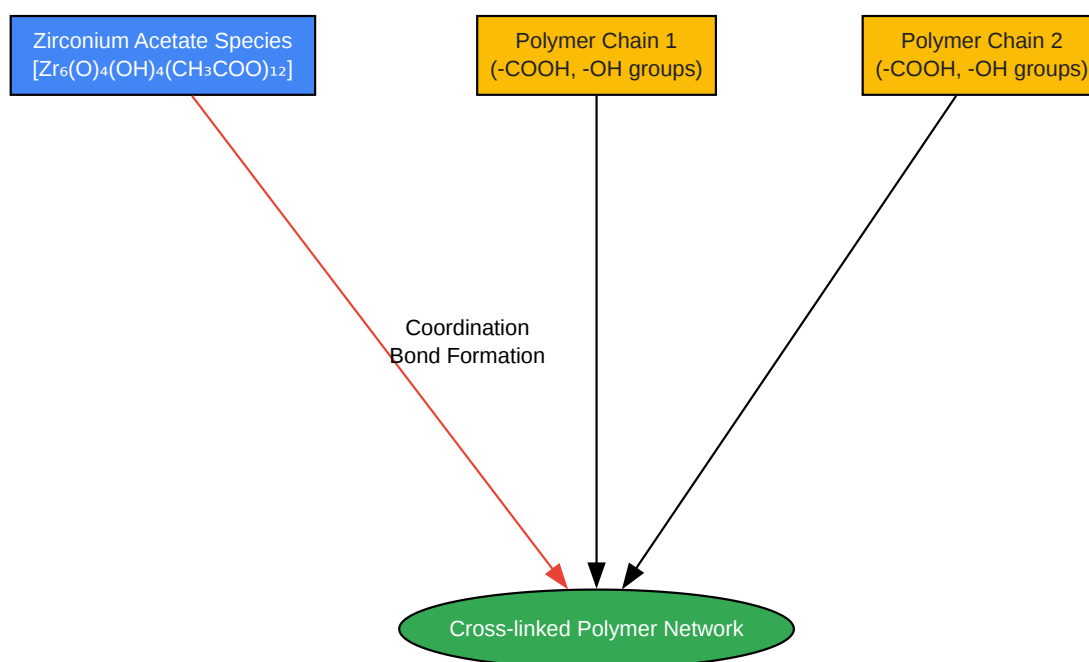 Zirconium Acetate Species
[Zr₆(O)₄(OH)₄(CH₃COO)₁₂]
Polymer Chain 1
(-COOH, -OH groups)
Polymer Chain 2
(-COOH, -OH groups)
Coordination
Bond Formation
Cross-linked Polymer Network